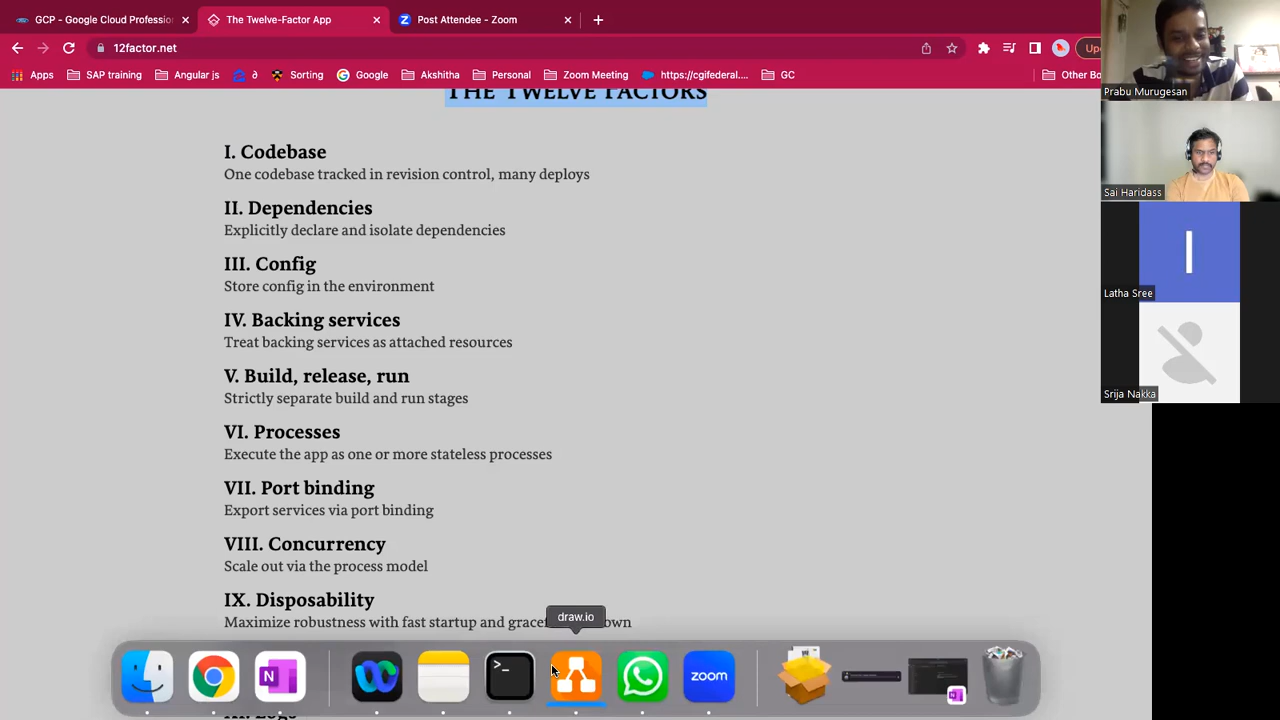 GCP - Google Cloud Profession
The Twelve-Factor App
Post Attendee - Zoom
12factor.net
Apps
SAP training
Angular js
Sorting
Google
Akshitha
Personal
Zoom Meeting
https://cgifederal....
GC
Other Bo
THE TWELVE FACTORS
I. Codebase
One codebase tracked in revision control, many deploys
II. Dependencies
Explicitly declare and isolate dependencies
III. Config
Store config in the environment
IV. Backing services
Treat backing services as attached resources
V. Build, release, run
Strictly separate build and run stages
VI. Processes
Execute the app as one or more stateless processes
VII. Port binding
Export services via port binding
VIII. Concurrency
Scale out via the process model
IX. Disposability
Maximize robustness with fast startup and gracef own
draw.io
zoom
Prabu Murugesan
Sai Haridass
l
Latha Sree
Srija Nakka